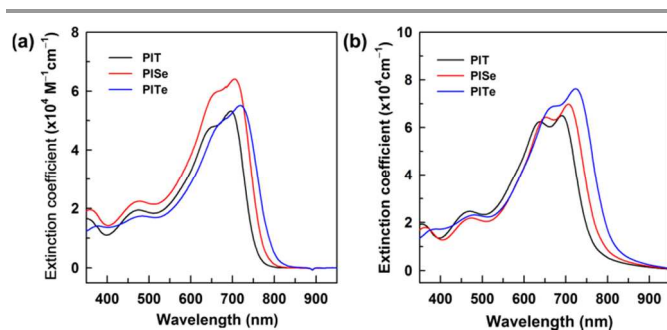 (a)
PIT
PISe
PITe
Extinction coefficient (x10⁴ M⁻¹cm⁻¹)
8
6
4
2
0
400 500 600 700 800 900
Wavelength (nm)
(b)
PIT
PISe
PITe
Extinction coefficient (x10⁴cm⁻¹)
10
8
6
4
2
0
400 500 600 700 800 900
Wavelength (nm)